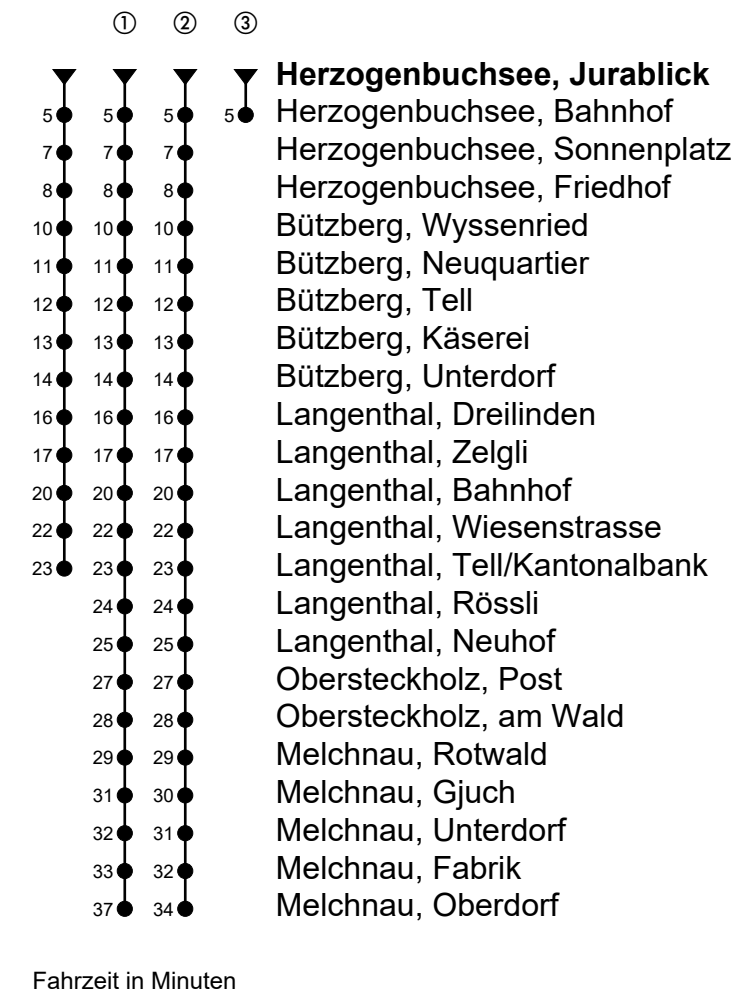 ① ② ③
Herzogenbuchsee, Jurablick
5 5 5 5 Herzogenbuchsee, Bahnhof
7 7 7 Herzogenbuchsee, Sonnenplatz
8 8 8 Herzogenbuchsee, Friedhof
10 10 10 Bützberg, Wyssenried
11 11 11 Bützberg, Neuquartier
12 12 12 Bützberg, Tell
13 13 13 Bützberg, Käserei
14 14 14 Bützberg, Unterdorf
16 16 16 Langenthal, Dreilinden
17 17 17 Langenthal, Zelgli
20 20 20 Langenthal, Bahnhof
22 22 22 Langenthal, Wiesenstrasse
23 23 23 Langenthal, Tell/Kantonalbank
24 24 Langenthal, Rössli
25 25 Langenthal, Neuhof
27 27 Obersteckholz, Post
28 28 Obersteckholz, am Wald
29 29 Melchnau, Rotwald
31 30 Melchnau, Gjuch
32 31 Melchnau, Unterdorf
33 32 Melchnau, Fabrik
37 34 Melchnau, Oberdorf
Fahrzeit in Minuten